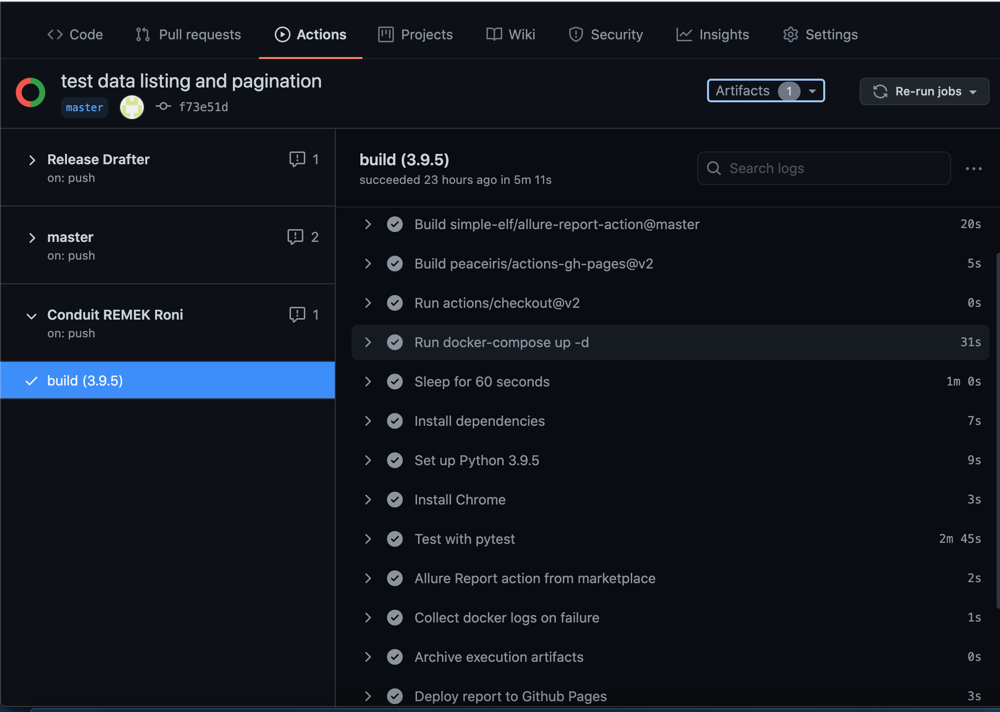 Code Pull requests Actions Projects Wiki Security Insights Settings
test data listing and pagination
master f73e51d
Artifacts 1
Re-run jobs
Release Drafter 1
on: push
master 2
on: push
Conduit REMEK Roni 1
on: push
build (3.9.5)
build (3.9.5)
succeeded 23 hours ago in 5m 11s
Search logs
Build simple-elf/allure-report-action@master 20s
Build peaceiris/actions-gh-pages@v2 5s
Run actions/checkout@v2 0s
Run docker-compose up -d 31s
Sleep for 60 seconds 1m 0s
Install dependencies 7s
Set up Python 3.9.5 9s
Install Chrome 3s
Test with pytest 2m 45s
Allure Report action from marketplace 2s
Collect docker logs on failure 1s
Archive execution artifacts 0s
Deploy report to Github Pages 3s